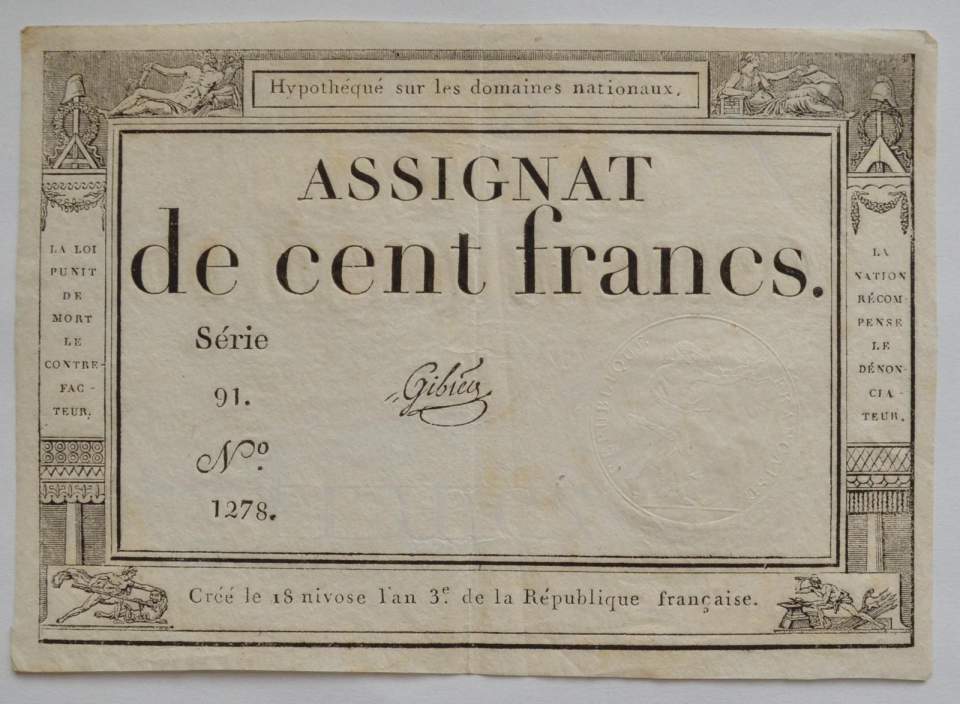 Hypothéqué sur les domaines nationaux.
ASSIGNAT
de cent francs.
Série
91.
Gibieu
Nº.
1278.
LA LOI
PUNIT
DE
MORT
LE
CONTRE-
FAC-
TEUR.
LA
NATION
RÉCOM
PENSE
LE
DÉNON-
CIA-
TEUR.
Créé le 18 nivose l'an 3e. de la République française.